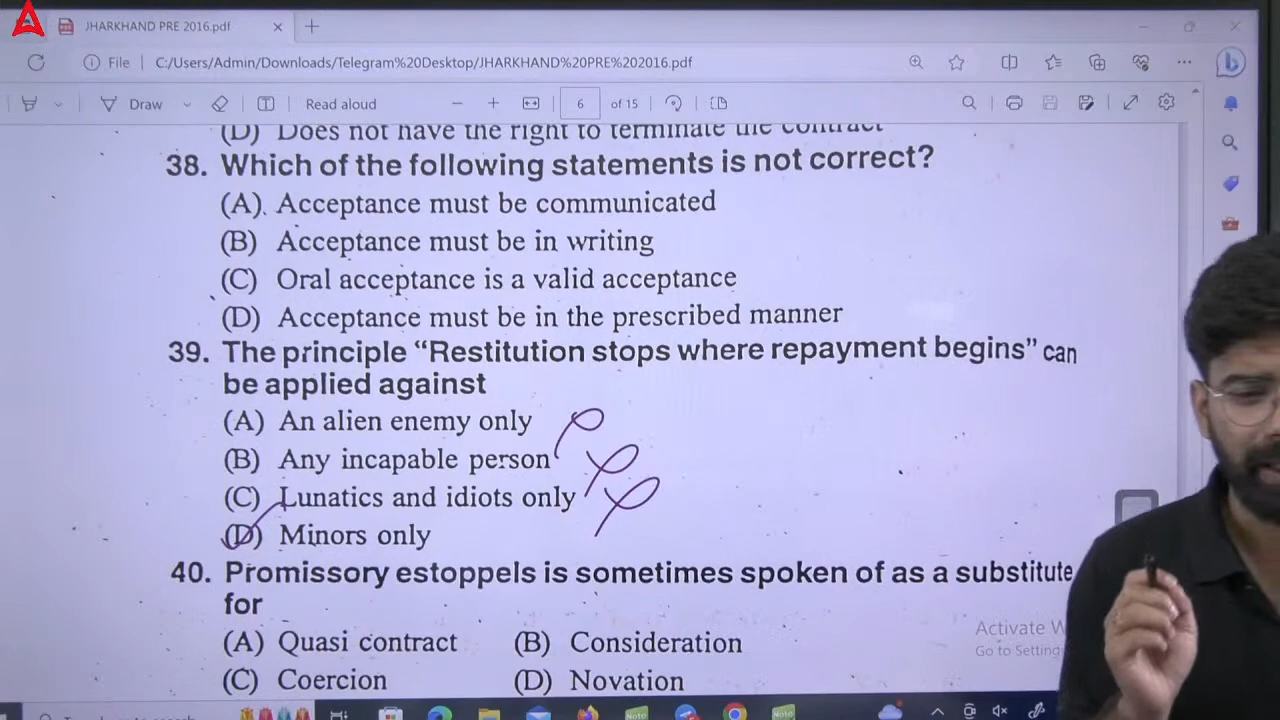 JHARKHAND PRE 2016.pdf
File
C:/Users/Admin/Downloads/Telegram%20Desktop/JHARKHAND%20PRE%202016.pdf
Draw
Read aloud
6
of 15
(D) Does not have the right to terminate the contract
38. Which of the following statements is not correct?
(A) Acceptance must be communicated
(B) Acceptance must be in writing
(C) Oral acceptance is a valid acceptance
(D) Acceptance must be in the prescribed manner
39. The principle “Restitution stops where repayment begins” can
be applied against
(A) An alien enemy only
(B) Any incapable person
(C) Lunatics and idiots only
(D) Minors only
40. Promissory estoppels is sometimes spoken of as a substitute
for
(A) Quasi contract (B) Consideration
(C) Coercion (D) Novation
Activate W
Go to Setting